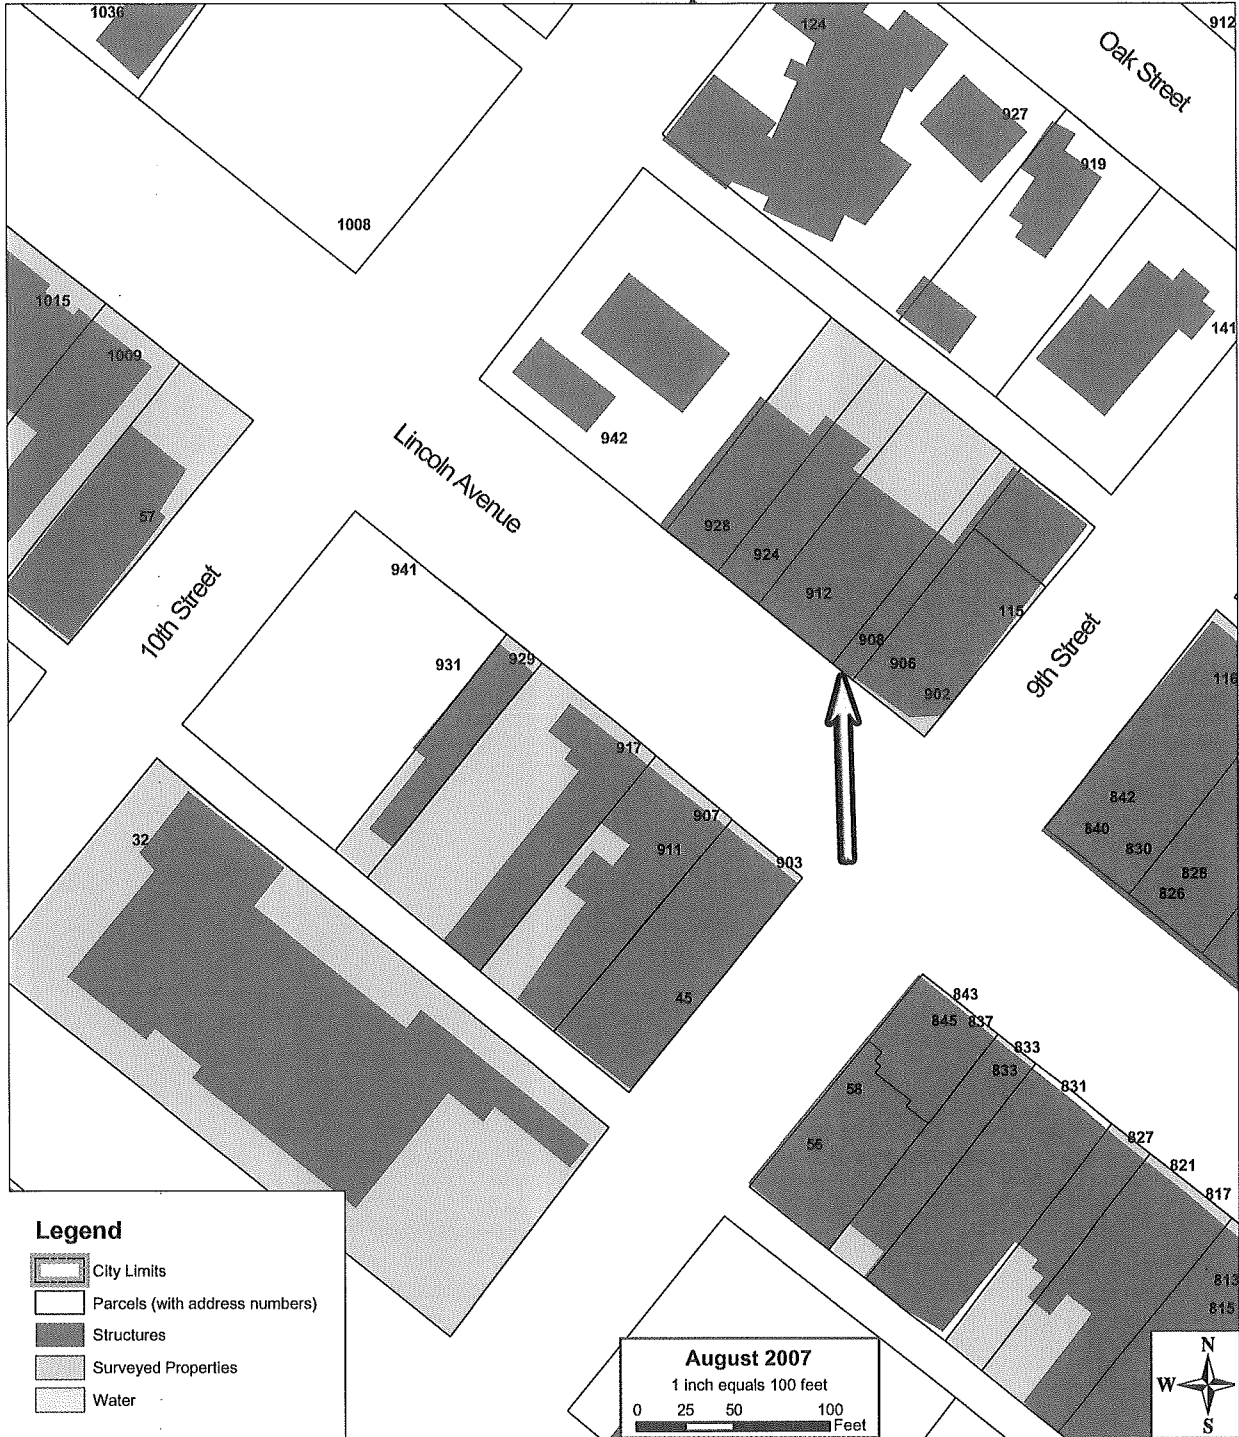 1036
124
912
Oak Street
927
919
1008
1015
141
1009
942
Lincoln Avenue
928
57
924
941
912
10th Street
115
908
9th Street
931
929
906
116
902
917
842
907
840
32
911
830
903
828
826
45
843
845
837
833
833
58
831
56
827
821
817
Legend
City Limits
813
Parcels (with address numbers)
815
Structures
Surveyed Properties
Water
August 2007
1 inch equals 100 feet
0 25 50 100
Feet
N
W
S